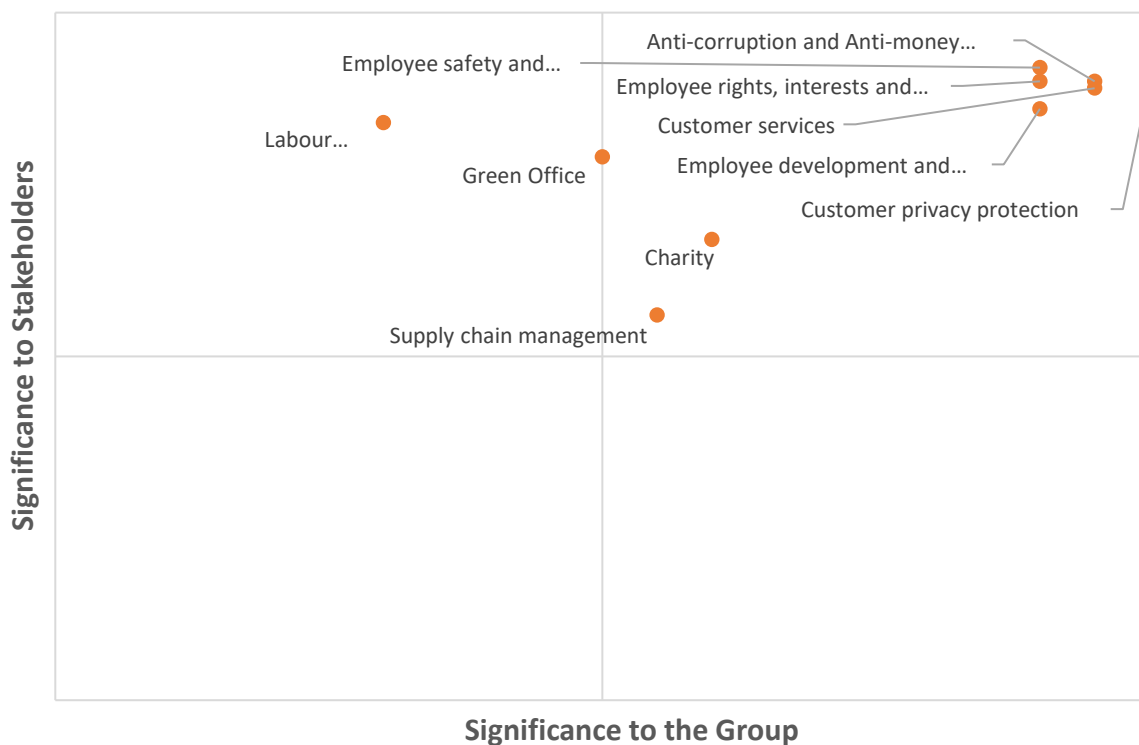 Anti-corruption and Anti-money…
Employee safety and…
Employee rights, interests and…
Customer services
Labour…
Employee development and…
Green Office
Customer privacy protection
Charity
Supply chain management
Significance to Stakeholders
Significance to the Group